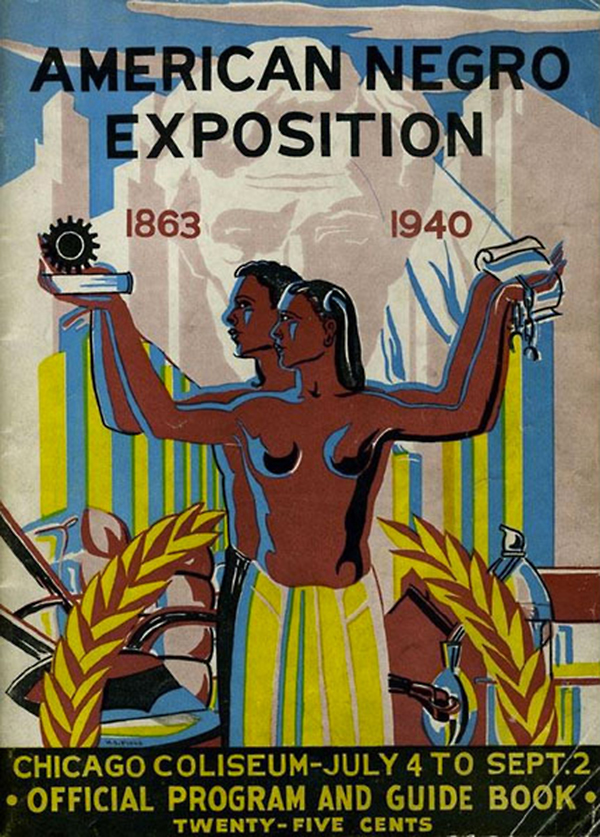 AMERICAN NEGRO
EXPOSITION
1863 1940
CHICAGO COLISEUM-JULY 4 TO SEPT.2
• OFFICIAL PROGRAM AND GUIDE BOOK •
TWENTY-FIVE CENTS